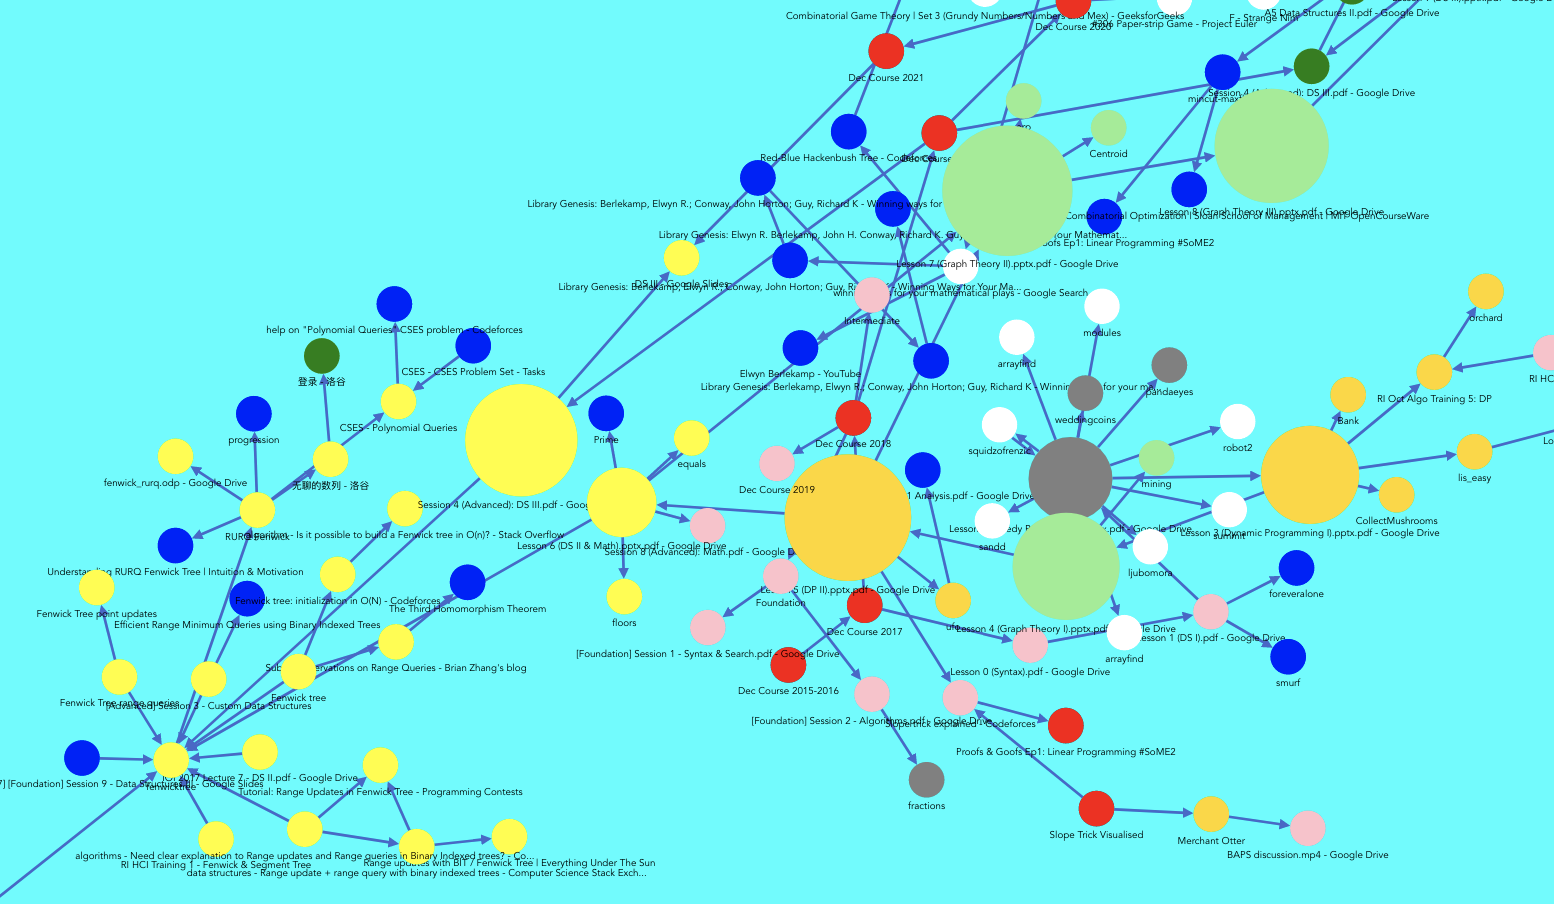 Combinatorial Game Theory | Set 3 (Grundy Numbers/Numbers and Mex) - GeeksforGeeks
A5 Data Structures II.pdf - Google Drive
F - Strange Nim
#306 Paper-strip Game - Project Euler
Dec Course 2020
Dec Course 2021
Session 4 (Advanced): DS III.pdf - Google Drive
Centroid
Red-Blue Hackenbush Tree - Codeforces
Dec Course
Library Genesis: Berlekamp, Elwyn R.; Conway, John Horton; Guy, Richard K - Winning ways for
Lesson 8 (Graph Theory III).pptx.pdf - Google Drive
Combinatorial Optimization | Sloan School of Management | MIT OpenCourseWare
Library Genesis: Elwyn R. Berlekamp, John H. Conway, Richard K. Guy
Your Mathemat...
Goofs Ep1: Linear Programming #SoME2
Lesson 7 (Graph Theory II).pptx.pdf - Google Drive
DS III - Google Slides
Library Genesis: Berlekamp, Elwyn R.; Conway, John Horton; Guy, Richard K - Winning Ways for Your Ma...
winning ways for your mathematical plays - Google Search
Intermediate
orchard
help on "Polynomial Queries" CSES problem - Codeforces
modules
arrayfind
CSES - CSES Problem Set - Tasks
Elwyn Berlekamp - YouTube
RI HC
登录 - 洛谷
Library Genesis: Berlekamp, Elwyn R.; Conway, John Horton; Guy, Richard K - Winning
for your ma
pandaeyes
RI Oct Algo Training 5: DP
weddingcoins
Bank
CSES - Polynomial Queries
progression
Prime
Dec Course 2018
robot2
squidzofrenzic
equals
lis_easy
fenwick_rurq.odp - Google Drive
无聊的数列 - 洛谷
mining
Dec Course 2019
Analysis.pdf - Google Drive
Session 4 (Advanced): DS III.pdf - Goo
CollectMushrooms
Lesson 3 (Dynamic Programming I).pptx.pdf - Google Drive
summit
RURQ Fenwick
algorithm - Is it possible to build a Fenwick tree in O(n)? - Stack Overflow
Lesson 6 (DS II & Math).pptx.pdf - Google Drive
Session 8 (Advanced): Math.pdf - Google D
sandd
Understanding RURQ Fenwick Tree | Intuition & Motivation
ljubomora
Lesson 5 (DP II).pptx.pdf - Google Drive
foreveralone
Fenwick tree: initialization in O(N) - Codeforces
Foundation
The Third Homomorphism Theorem
Fenwick Tree point updates
Efficient Range Minimum Queries using Binary Indexed Trees
floors
Dec Course 2017
Lesson 4 (Graph Theory I).pptx.pdf - Google Drive
Lesson 1 (DS I).pdf - Google Drive
[Foundation] Session 1 - Syntax & Search.pdf - Google Drive
arrayfind
observations on Range Queries - Brian Zhang's blog
Lesson 0 (Syntax).pdf - Google Drive
smurf
Dec Course 2015-2016
Fenwick tree
Fenwick Tree range queries
[Advanced] Session 3 - Custom Data Structures
[Foundation] Session 2 - Algorithms.pdf - Google Drive
Slopetrick explained - Codeforces
Proofs & Goofs Ep1: Linear Programming #SoME2
2017 Lecture 7 - DS II.pdf - Google Drive
7] [Foundation] Session 9 - Data Structures II - Google Slides
fenwicktree
Tutorial: Range Updates in Fenwick Tree - Programming Contests
fractions
Slope Trick Visualised
Merchant Otter
BAPS discussion.mp4 - Google Drive
algorithms - Need clear explanation to Range updates and Range queries in Binary Indexed trees? - Co...
RI HCI Training 1 - Fenwick & Segment Tree
Range updates with BIT / Fenwick Tree | Everything Under The Sun
data structures - Range update + range query with binary indexed trees - Computer Science Stack Exch...